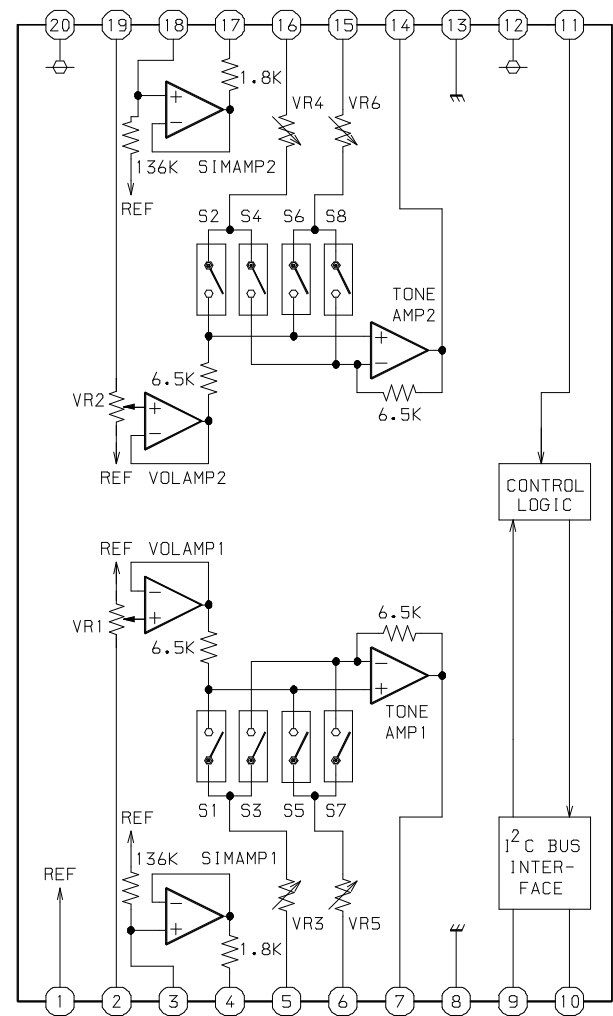 20 19 18 17 16 15 14 13 12 11
1.8K
VR4 VR6
136K SIMAMP2
REF
S2 S4 S6 S8
TONE
AMP2
+
−
6.5K
6.5K
VR2
+
−
REF VOLAMP2
CONTROL
LOGIC
REF VOLAMP1
−
+
6.5K
VR1
6.5K
−
+
TONE
AMP1
S1 S3 S5 S7
REF
136K SIMAMP1
I²C BUS
INTER-
FACE
REF
VR3 VR5
1.8K
1 2 3 4 5 6 7 8 9 10